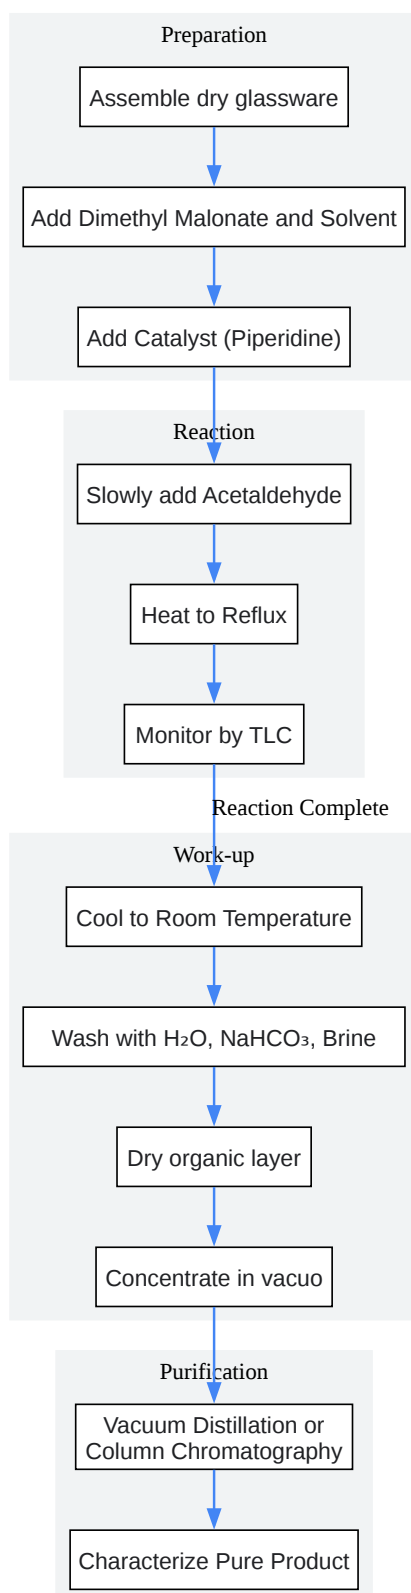 Preparation
Assemble dry glassware
Add Dimethyl Malonate and Solvent
Add Catalyst (Piperidine)
Reaction
Slowly add Acetaldehyde
Heat to Reflux
Monitor by TLC
Reaction Complete
Work-up
Cool to Room Temperature
Wash with H₂O, NaHCO₃, Brine
Dry organic layer
Concentrate in vacuo
Purification
Vacuum Distillation or
Column Chromatography
Characterize Pure Product